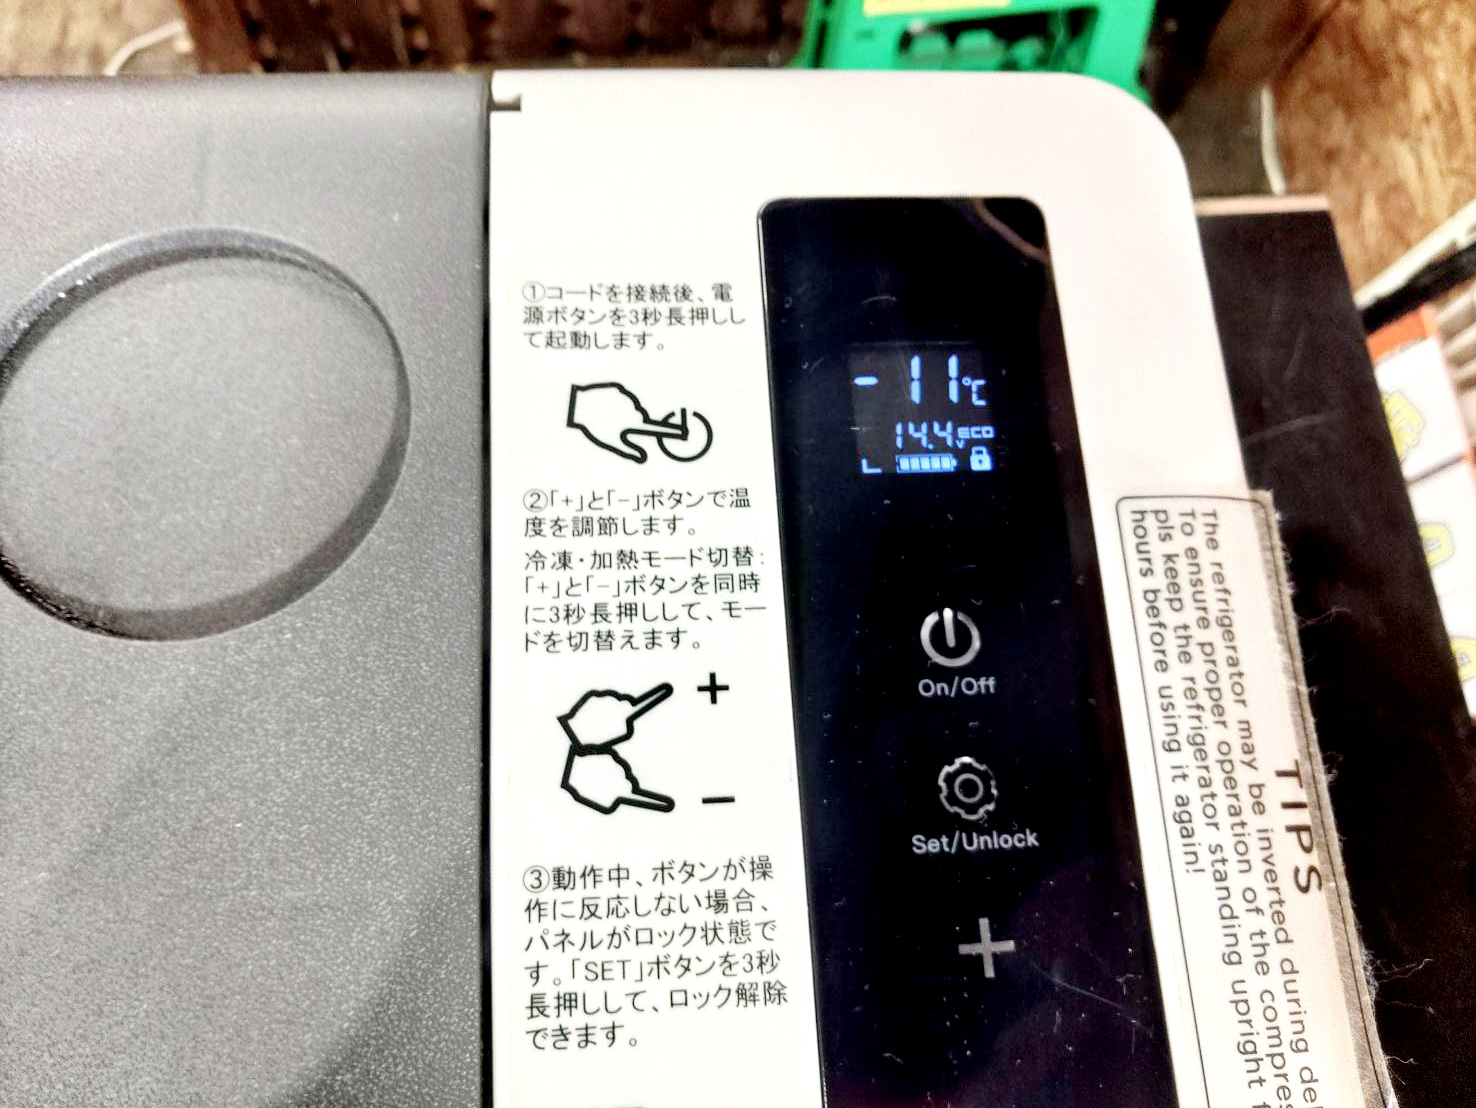 ①コードを接続後、電
源ボタンを3秒長押しし
て起動します。
②｢+｣と｢−｣ボタンで温
度を調節します。
冷凍・加熱モード切替:
｢+｣と｢−｣ボタンを同時
に3秒長押しして、モー
ドを切替えます。
+
−
③動作中、ボタンが操
作に反応しない場合、
パネルがロック状態で
す。｢SET｣ボタンを3秒
長押しして、ロック解除
できます。
-11℃
14.4V ECO
L
On/Off
Set/Unlock
+
TIPS
The refrigerator may be inverted during
To ensure proper operation of the
pls keep the refrigerator standing upright
hours before using it again!